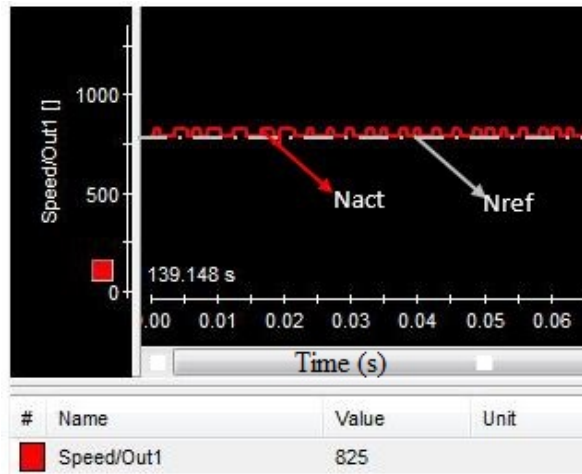 1000
Speed/Out1 []
500
Nact
Nref
139.148 s
0
0.00 0.01 0.02 0.03 0.04 0.05 0.06
Time (s)
# Name Value Unit
Speed/Out1 825